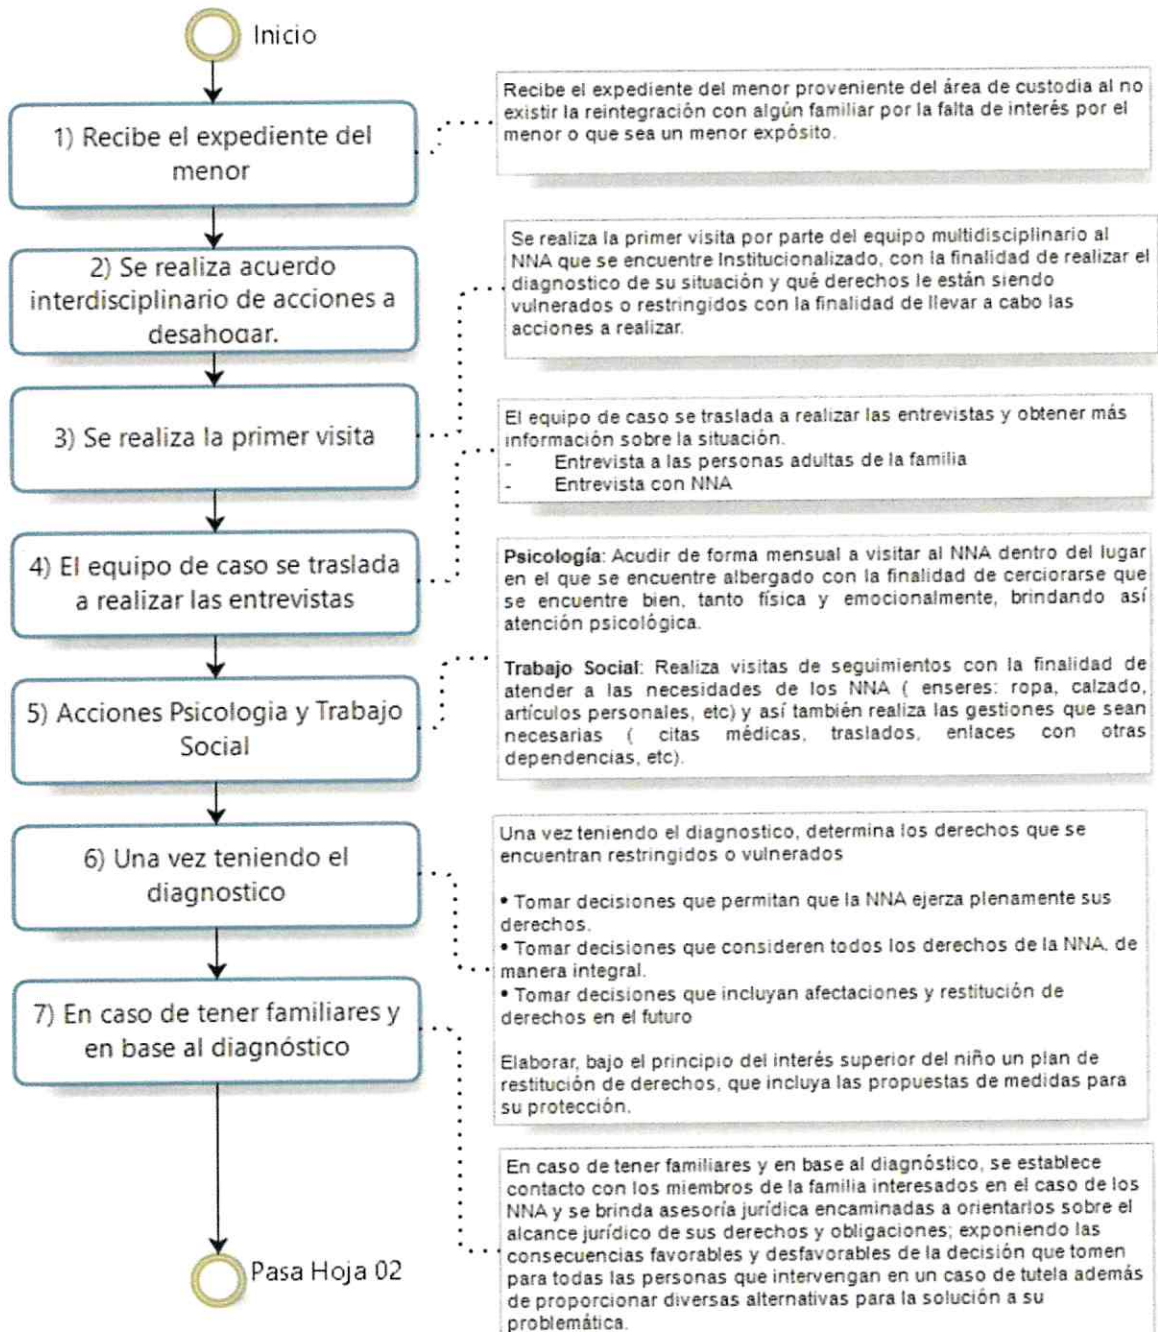 Inicio
1) Recibe el expediente del
menor
Recibe el expediente del menor proveniente del área de custodia al no
existir la reintegración con algún familiar por la falta de interés por el
menor o que sea un menor expósito.
2) Se realiza acuerdo
interdisciplinario de acciones a
desahogar.
Se realiza la primer visita por parte del equipo multidisciplinario al
NNA que se encuentre Institucionalizado, con la finalidad de realizar el
diagnostico de su situación y qué derechos le están siendo
vulnerados o restringidos con la finalidad de llevar a cabo las
acciones a realizar.
3) Se realiza la primer visita
El equipo de caso se traslada a realizar las entrevistas y obtener más
información sobre la situación.
- Entrevista a las personas adultas de la familia
- Entrevista con NNA
4) El equipo de caso se traslada
a realizar las entrevistas
Psicología: Acudir de forma mensual a visitar al NNA dentro del lugar
en el que se encuentre albergado con la finalidad de cerciorarse que
se encuentre bien, tanto física y emocionalmente, brindando así
atención psicológica.
Trabajo Social: Realiza visitas de seguimientos con la finalidad de
atender a las necesidades de los NNA ( enseres: ropa, calzado,
artículos personales, etc) y así también realiza las gestiones que sean
necesarias ( citas médicas, traslados, enlaces con otras
dependencias, etc).
5) Acciones Psicologia y Trabajo
Social
6) Una vez teniendo el
diagnostico
Una vez teniendo el diagnostico, determina los derechos que se
encuentran restringidos o vulnerados
• Tomar decisiones que permitan que la NNA ejerza plenamente sus
derechos.
• Tomar decisiones que consideren todos los derechos de la NNA, de
manera integral.
• Tomar decisiones que incluyan afectaciones y restitución de
derechos en el futuro
Elaborar, bajo el principio del interés superior del niño un plan de
restitución de derechos, que incluya las propuestas de medidas para
su protección.
7) En caso de tener familiares y
en base al diagnóstico
En caso de tener familiares y en base al diagnóstico, se establece
contacto con los miembros de la familia interesados en el caso de los
NNA y se brinda asesoría jurídica encaminadas a orientarlos sobre el
alcance jurídico de sus derechos y obligaciones; exponiendo las
consecuencias favorables y desfavorables de la decisión que tomen
para todas las personas que intervengan en un caso de tutela además
de proporcionar diversas alternativas para la solución a su
problemática.
Pasa Hoja 02